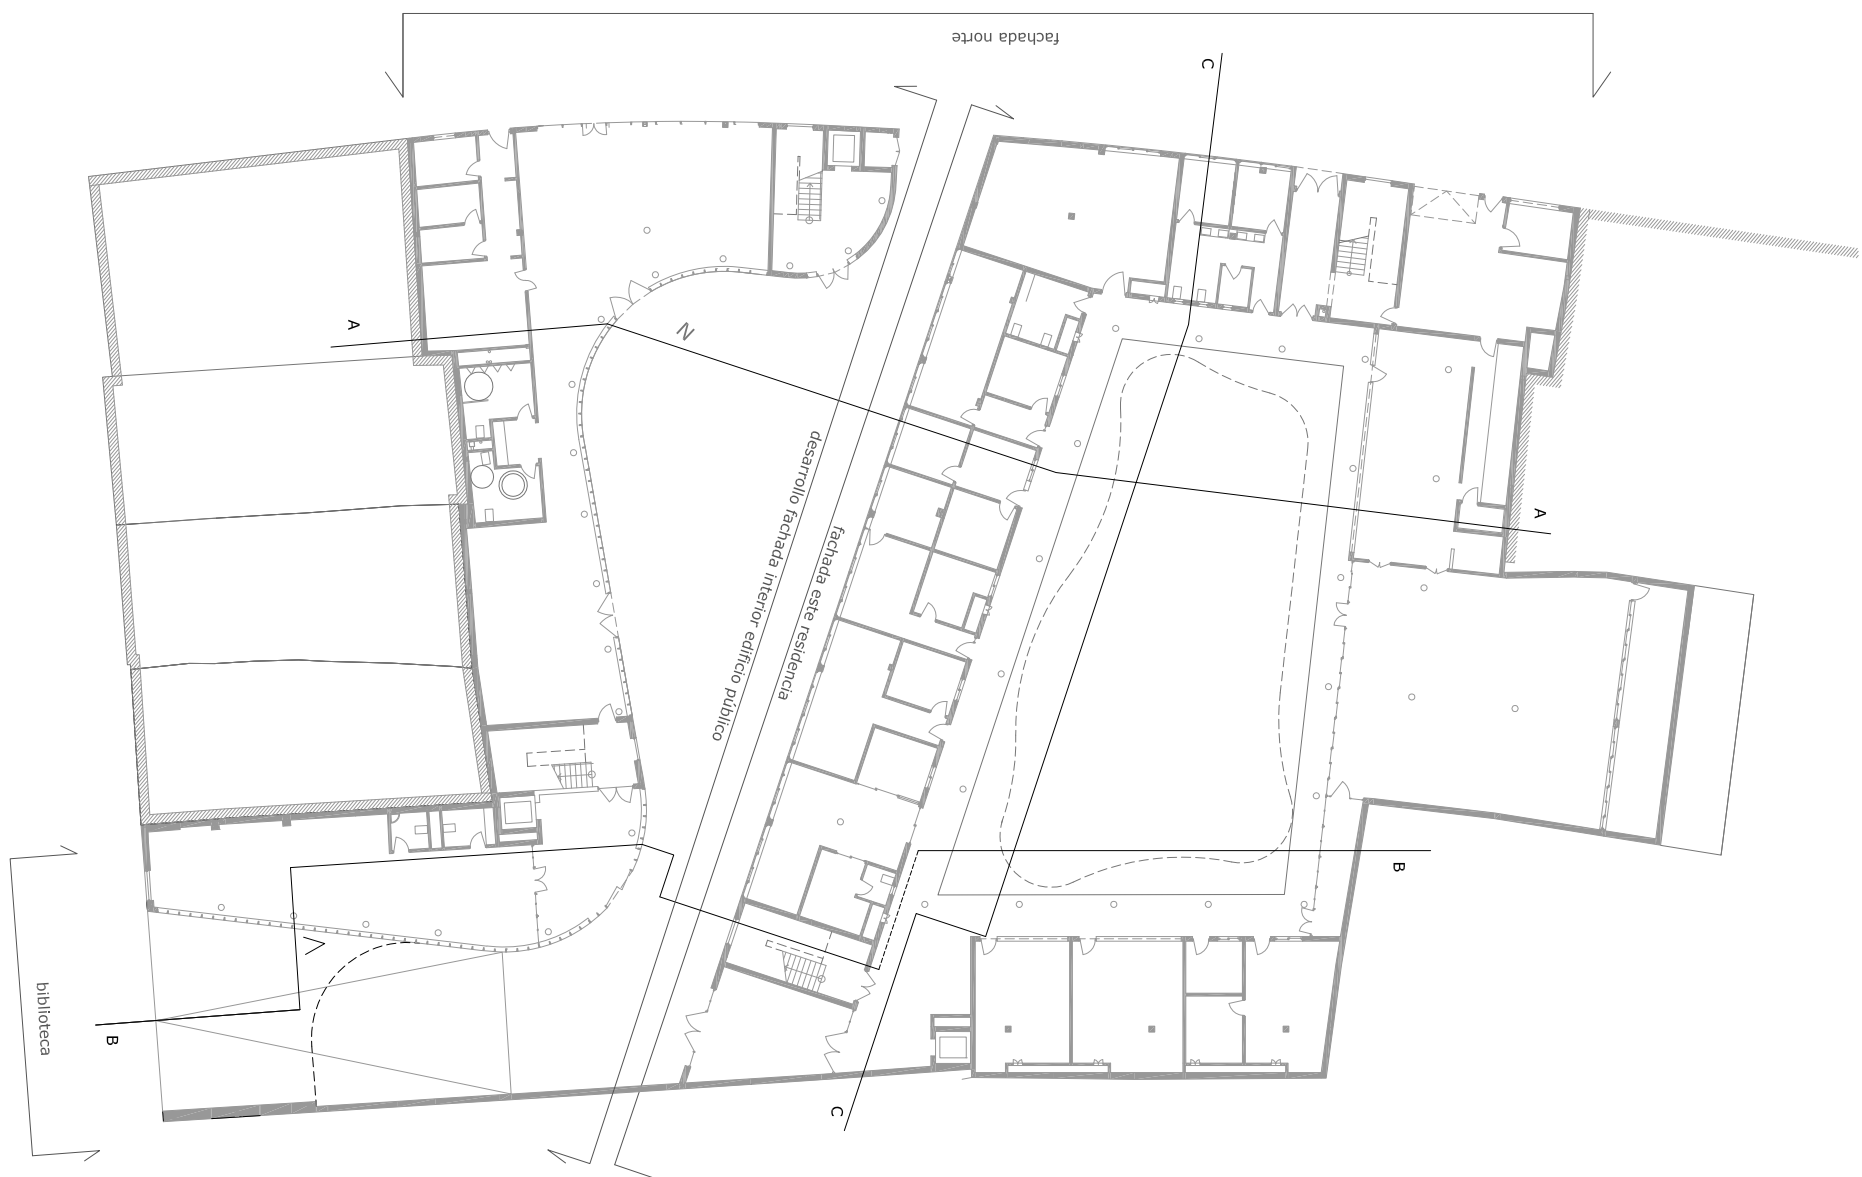 fachada norte
C
A
N
desarrollo fachada interior edificio público
fachada este residencia
A
B
biblioteca
B
C